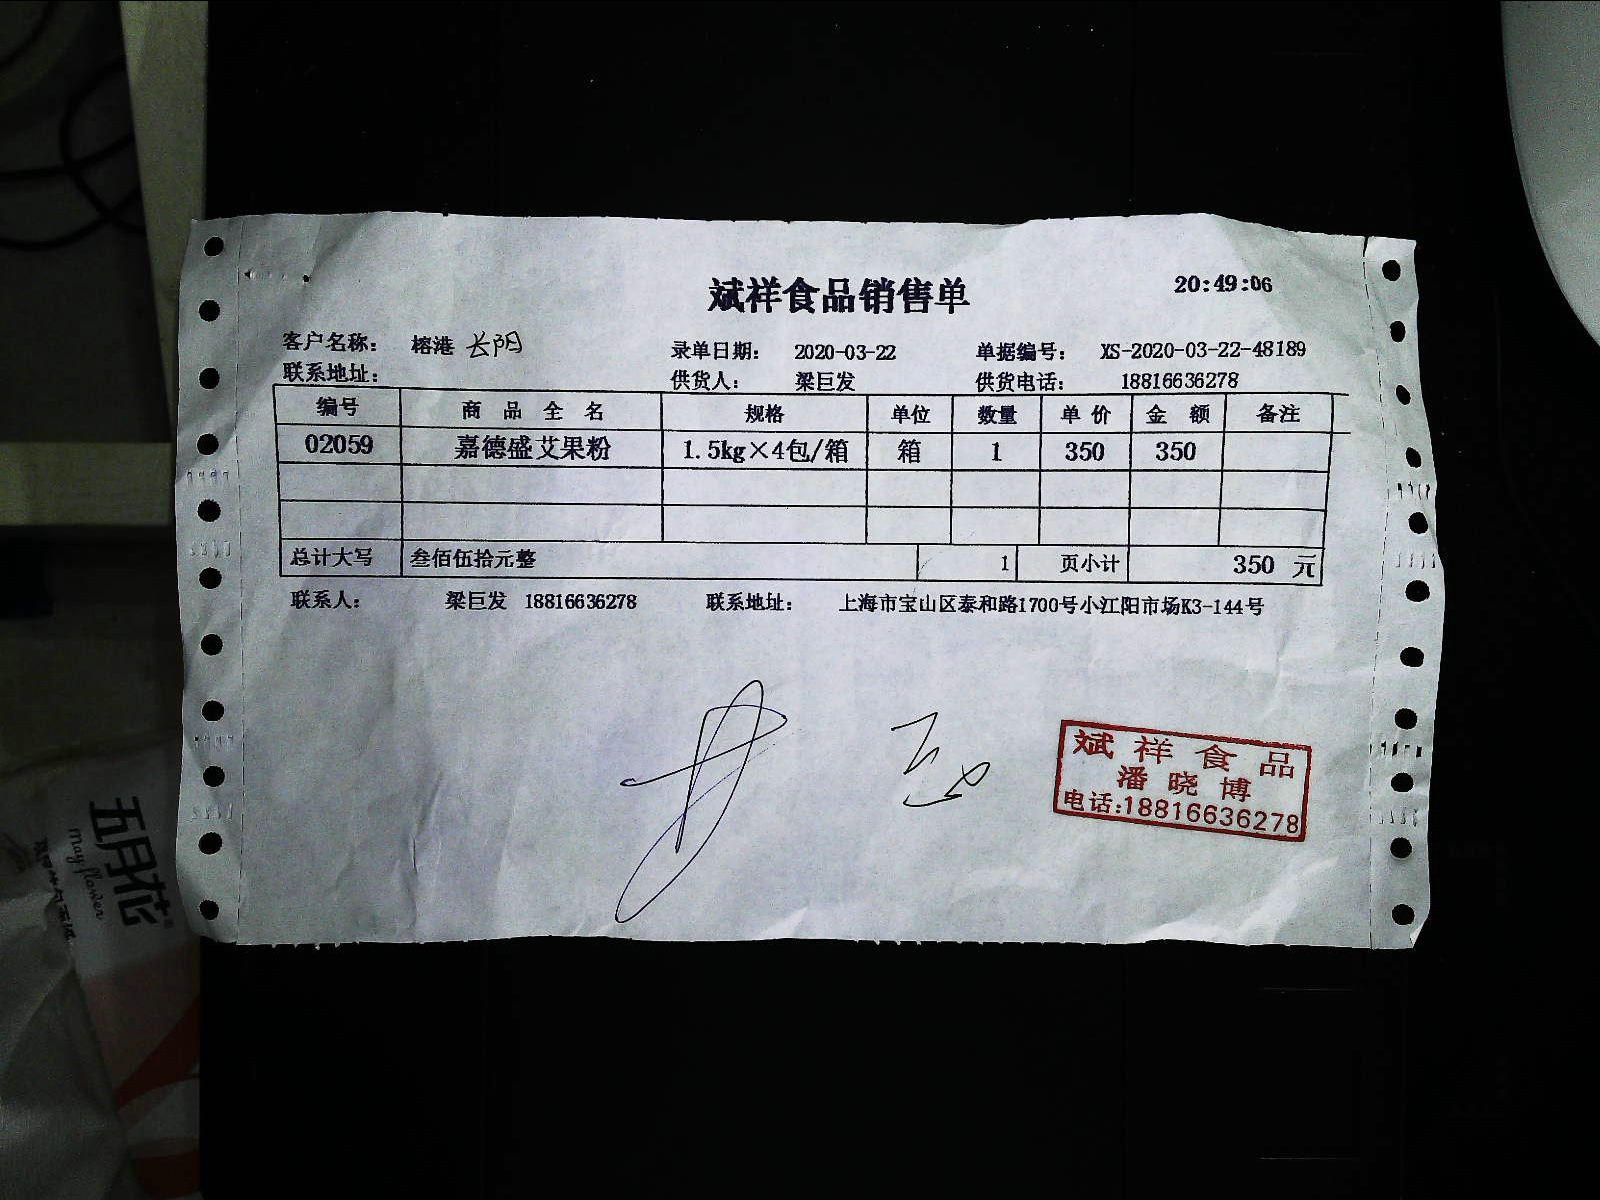 20:49:06
斌祥食品销售单
客户名称： 榕港 长阳 录单日期： 2020-03-22 单据编号： XS-2020-03-22-48189
联系地址： 供货人： 梁巨发 供货电话： 18816636278
编号 商品全名 规格 单位 数量 单价 金额 备注
02059 嘉德盛艾果粉 1.5kg×4包/箱 箱 1 350 350
总计大写 叁佰伍拾元整 1 页小计 350 元
联系人： 梁巨发 18816636278 联系地址： 上海市宝山区泰和路1700号小江阳市场K3-144号
斌祥食品
潘晓博
电话:18816636278
五月花
may flower